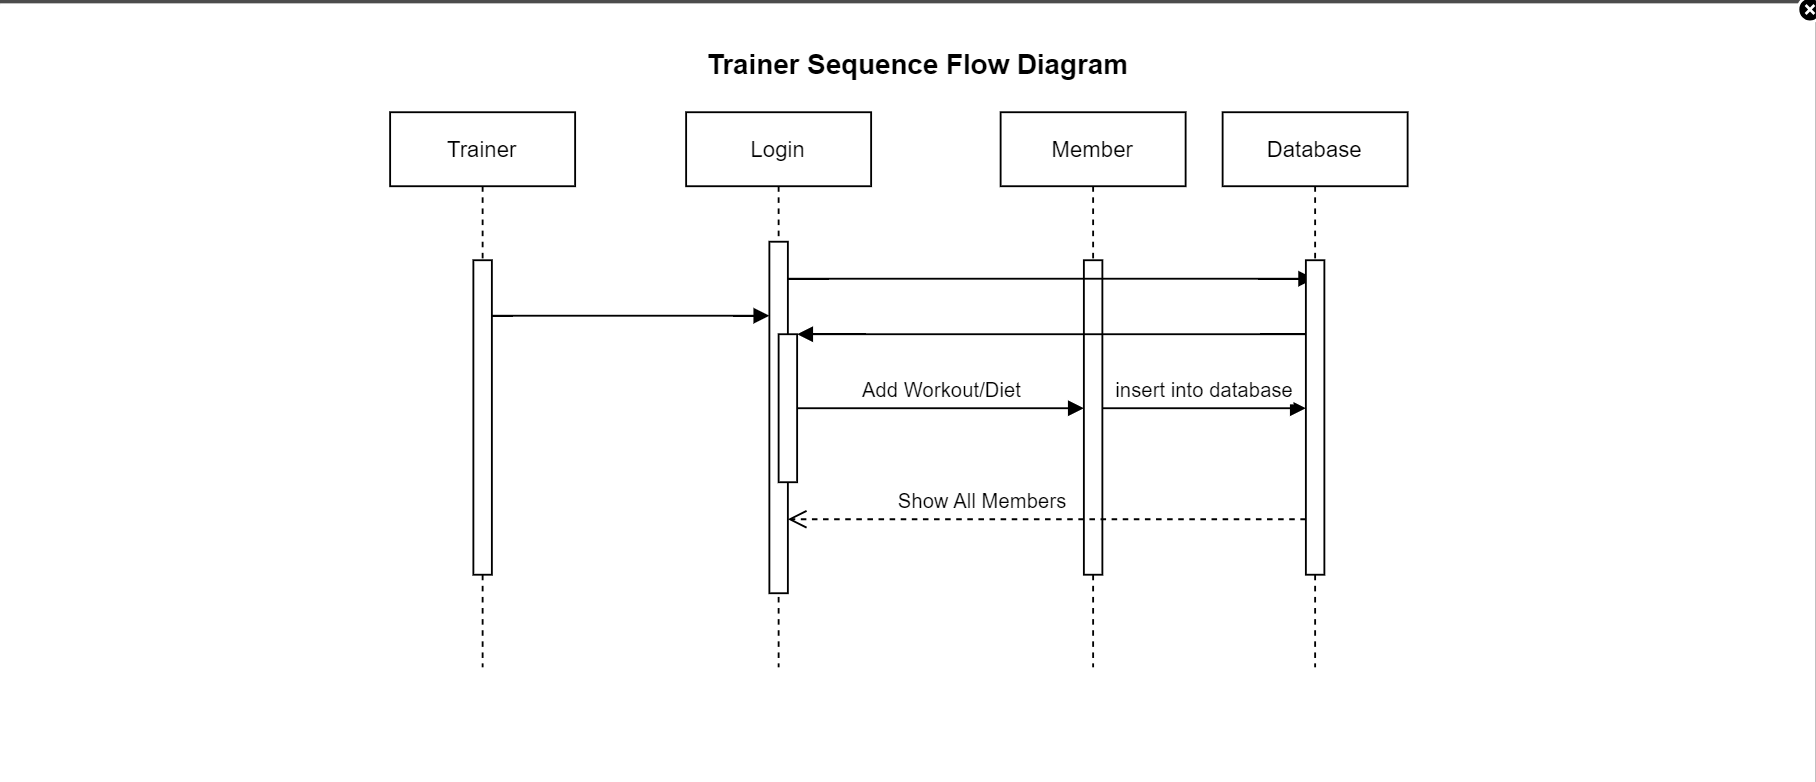 Trainer Sequence Flow Diagram
Trainer
Login
Member
Database
Add Workout/Diet
insert into database
Show All Members